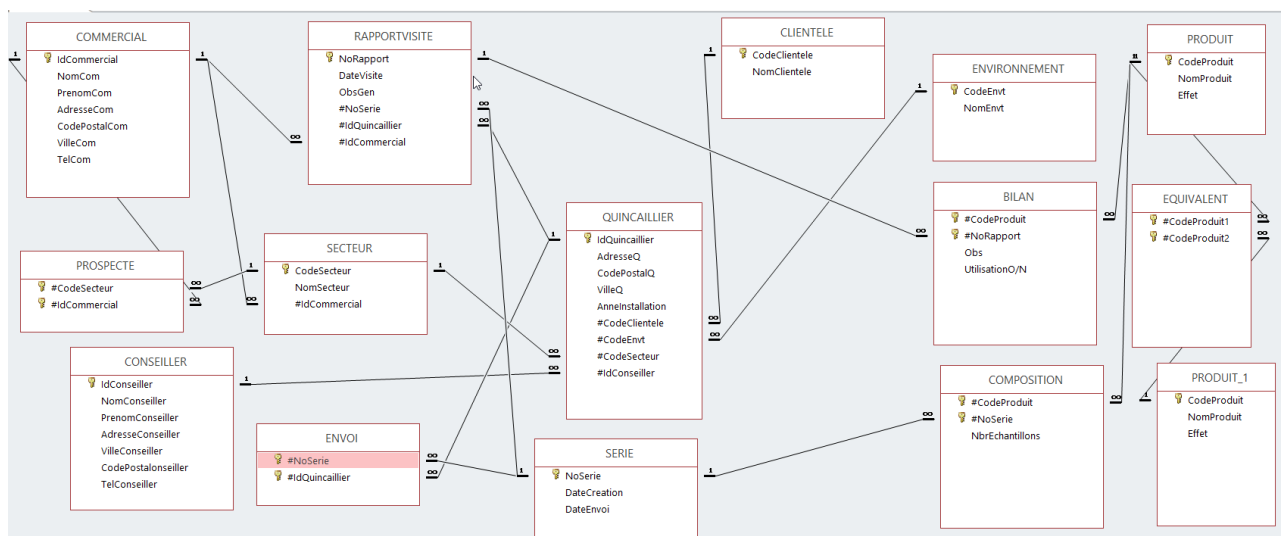 COMMERCIAL
IdCommercial
NomCom
PrenomCom
AdresseCom
CodePostalCom
VilleCom
TelCom
RAPPORTVISITE
NoRapport
DateVisite
ObsGen
#NoSerie
#IdQuincaillier
#IdCommercial
CLIENTELE
CodeClientele
NomClientele
ENVIRONNEMENT
CodeEnvt
NomEnvt
PRODUIT
CodeProduit
NomProduit
Effet
PROSPECTE
#CodeSecteur
#IdCommercial
SECTEUR
CodeSecteur
NomSecteur
#IdCommercial
QUINCAILLIER
IdQuincaillier
AdresseQ
CodePostalQ
VilleQ
AnneInstallation
#CodeClientele
#CodeEnvt
#CodeSecteur
#IdConseiller
BILAN
#CodeProduit
#NoRapport
Obs
UtilisationO/N
EQUIVALENT
#CodeProduit1
#CodeProduit2
CONSEILLER
IdConseiller
NomConseiller
PrenomConseiller
AdresseConseiller
VilleConseiller
CodePostalonseiller
TelConseiller
ENVOI
#NoSerie
#IdQuincaillier
SERIE
NoSerie
DateCreation
DateEnvoi
COMPOSITION
#CodeProduit
#NoSerie
NbrEchantillons
PRODUIT_1
CodeProduit
NomProduit
Effet